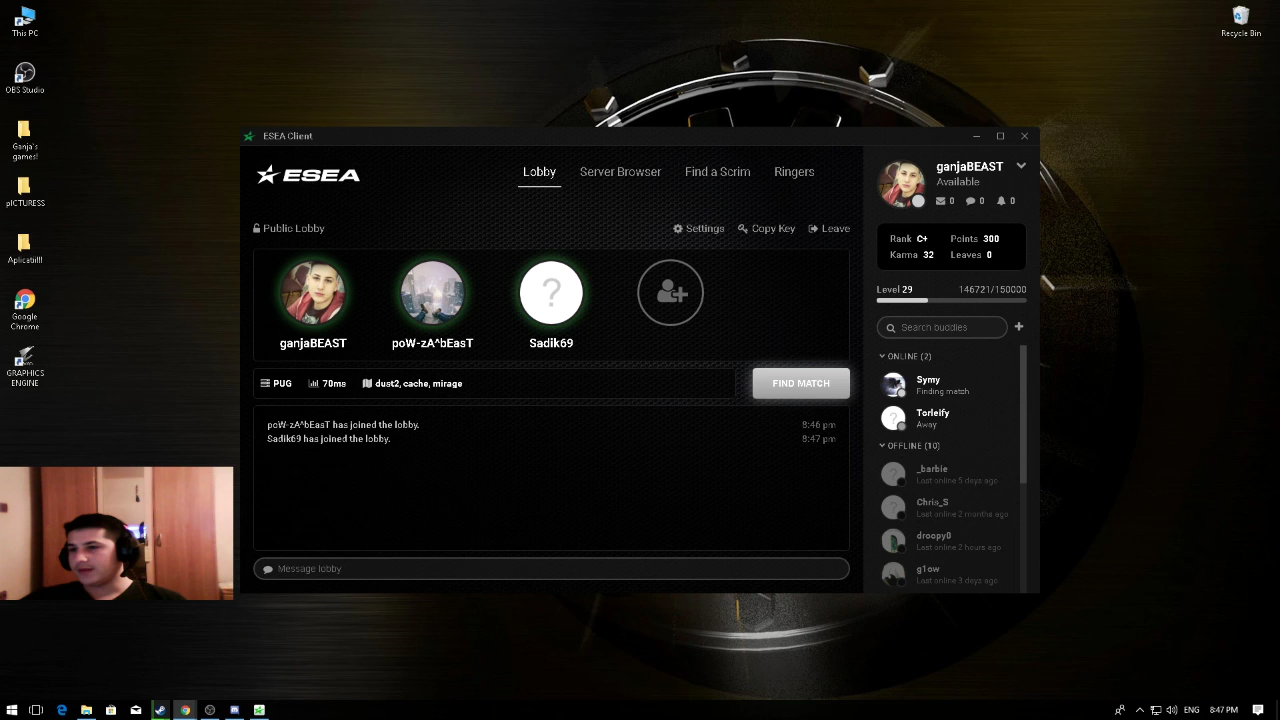 This PC
OBS Studio
Ganja's
games!
pICTURESS
Aplicatii!!!
Google
Chrome
GRAPHICS
ENGINE
Recycle Bin
ESEA Client
ESEA
Lobby
Server Browser
Find a Scrim
Ringers
Public Lobby
Settings
Copy Key
Leave
ganjaBEAST
poW-zA^bEasT
?
Sadik69
PUG
70ms
dust2, cache, mirage
FIND MATCH
poW-zA^bEasT has joined the lobby.
8:46 pm
Sadik69 has joined the lobby.
8:47 pm
Message lobby
ganjaBEAST
Available
0
0
0
Rank C+
Points 300
Karma 32
Leaves 0
Level 29
146721/150000
Search buddies
ONLINE (2)
Symy
Finding match
?
Torleify
Away
OFFLINE (10)
?
_barbie
Last online 5 days ago
?
Chris_S
Last online 2 months ago
droopy0
Last online 2 hours ago
g1ow
Last online 3 days ago
ENG
8:47 PM